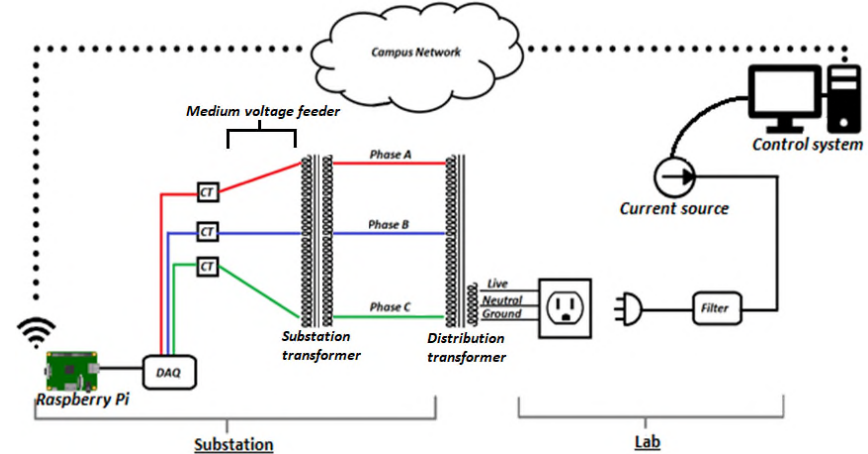 Campus Network
Medium voltage feeder
Control system
Phase A
CT
Current source
Phase B
CT
CT
Live
Phase C
Neutral
Ground
Filter
Substation
transformer
Distribution
transformer
DAQ
Raspberry Pi
Substation
Lab